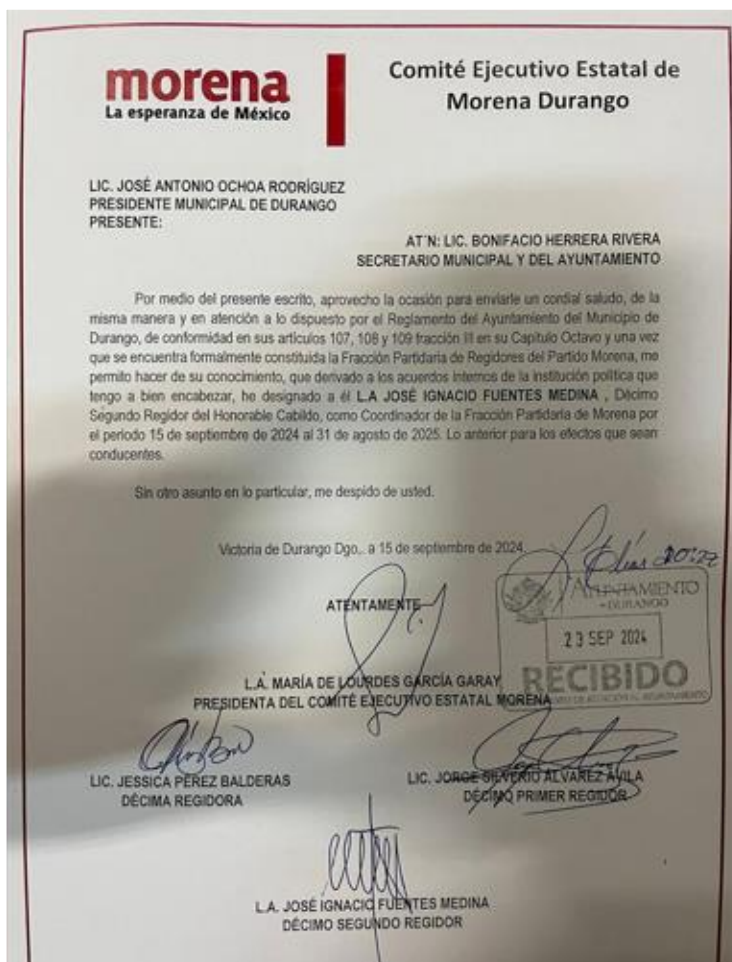 morena
La esperanza de México
Comité Ejecutivo Estatal de
Morena Durango
LIC. JOSÉ ANTONIO OCHOA RODRÍGUEZ
PRESIDENTE MUNICIPAL DE DURANGO
PRESENTE:
AT´N: LIC. BONIFACIO HERRERA RIVERA
SECRETARIO MUNICIPAL Y DEL AYUNTAMIENTO
Por medio del presente escrito, aprovecho la ocasión para enviarle un cordial saludo, de la
misma manera y en atención a lo dispuesto por el Reglamento del Ayuntamiento del Municipio de
Durango, de conformidad en sus artículos 107, 108 y 109 fracción III en su Capítulo Octavo y una vez
que se encuentra formalmente constituida la Fracción Partidaria de Regidores del Partido Morena, me
permito hacer de su conocimiento, que derivado a los acuerdos internos de la institución política que
tengo a bien encabezar, he designado a él L.A JOSÉ IGNACIO FUENTES MEDINA , Décimo
Segundo Regidor del Honorable Cabildo, como Coordinador de la Fracción Partidaria de Morena por
el periodo 15 de septiembre de 2024 al 31 de agosto de 2025. Lo anterior para los efectos que sean
conducentes.
Sin otro asunto en lo particular, me despido de usted.
Victoria de Durango Dgo., a 15 de septiembre de 2024
AYUNTAMIENTO
DURANGO
23 SEP 2024
RECIBIDO
ATENTAMENTE
L.A. MARÍA DE LOURDES GARCÍA GARAY
PRESIDENTA DEL COMITÉ EJECUTIVO ESTATAL MORENA
LIC. JESSICA PÉREZ BALDERAS
DÉCIMA REGIDORA
LIC. JORGE SILVERIO ÁLVAREZ ÁVILA
DÉCIMO PRIMER REGIDOR
L.A. JOSÉ IGNACIO FUENTES MEDINA
DÉCIMO SEGUNDO REGIDOR